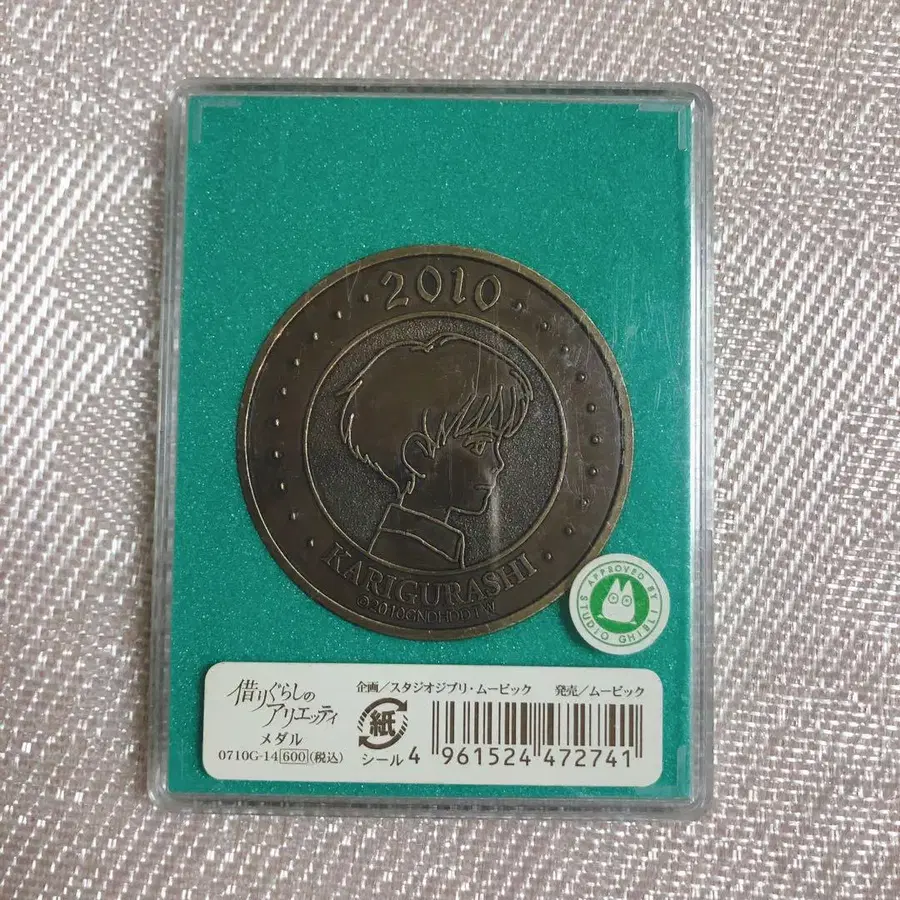 2010
KARIGURASHI
©2010GNDHDDTW
APPROVED BY
STUDIO GHIBLI
借りぐらしの
アリエッティ
メダル
0710G-14 600 (税込)
企画/スタジオジブリ・ムービック 発売/ムービック
紙
シール
4 961524 472741